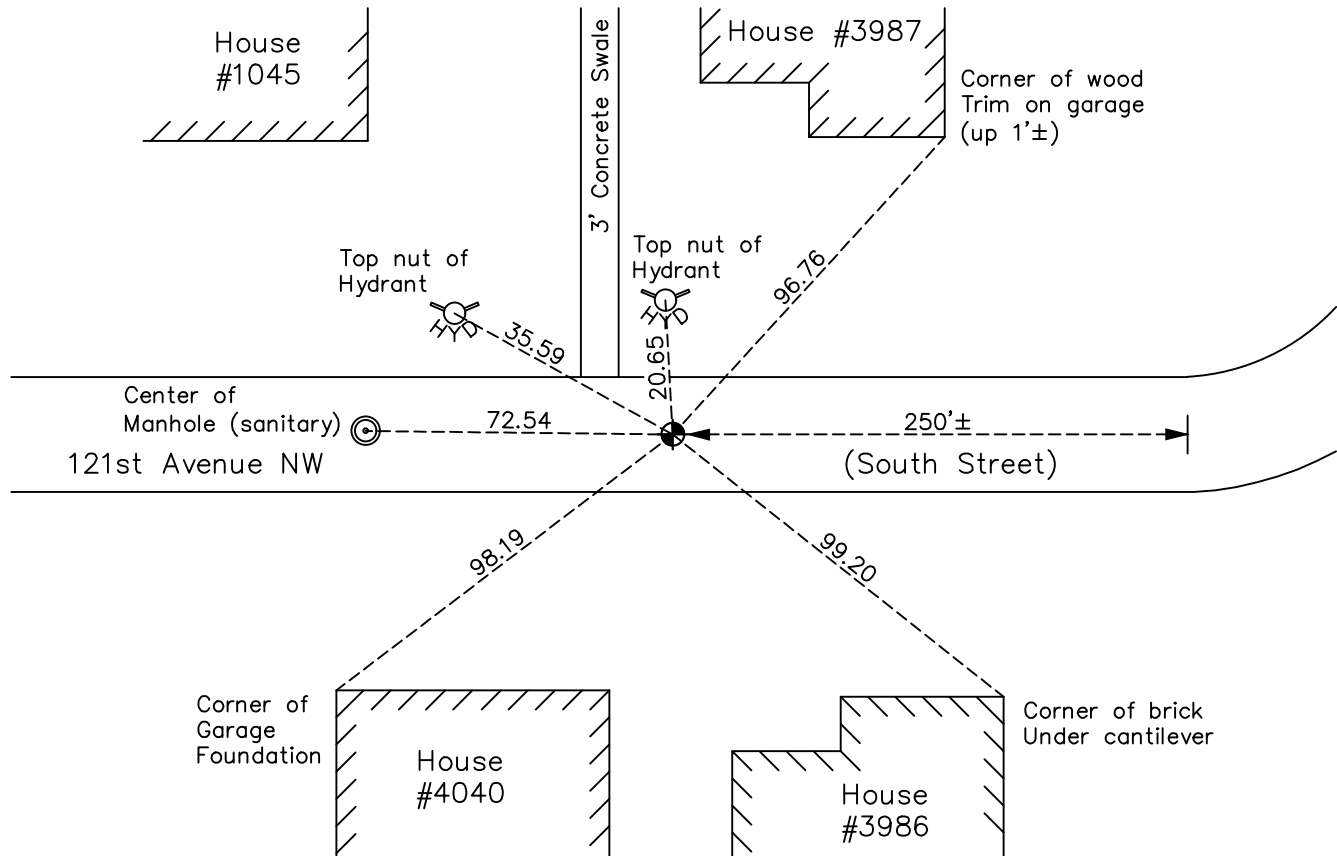 House
#1045
3' Concrete Swale
House #3987
Corner of wood
Trim on garage
(up 1'±)
Top nut of
Hydrant
HYD
Top nut of
Hydrant
HYD
96.76
35.59
20.65
Center of
Manhole (sanitary)
72.54
250'±
121st Avenue NW
(South Street)
98.19
99.20
Corner of
Garage
Foundation
House
#4040
Corner of brick
Under cantilever
House
#3986